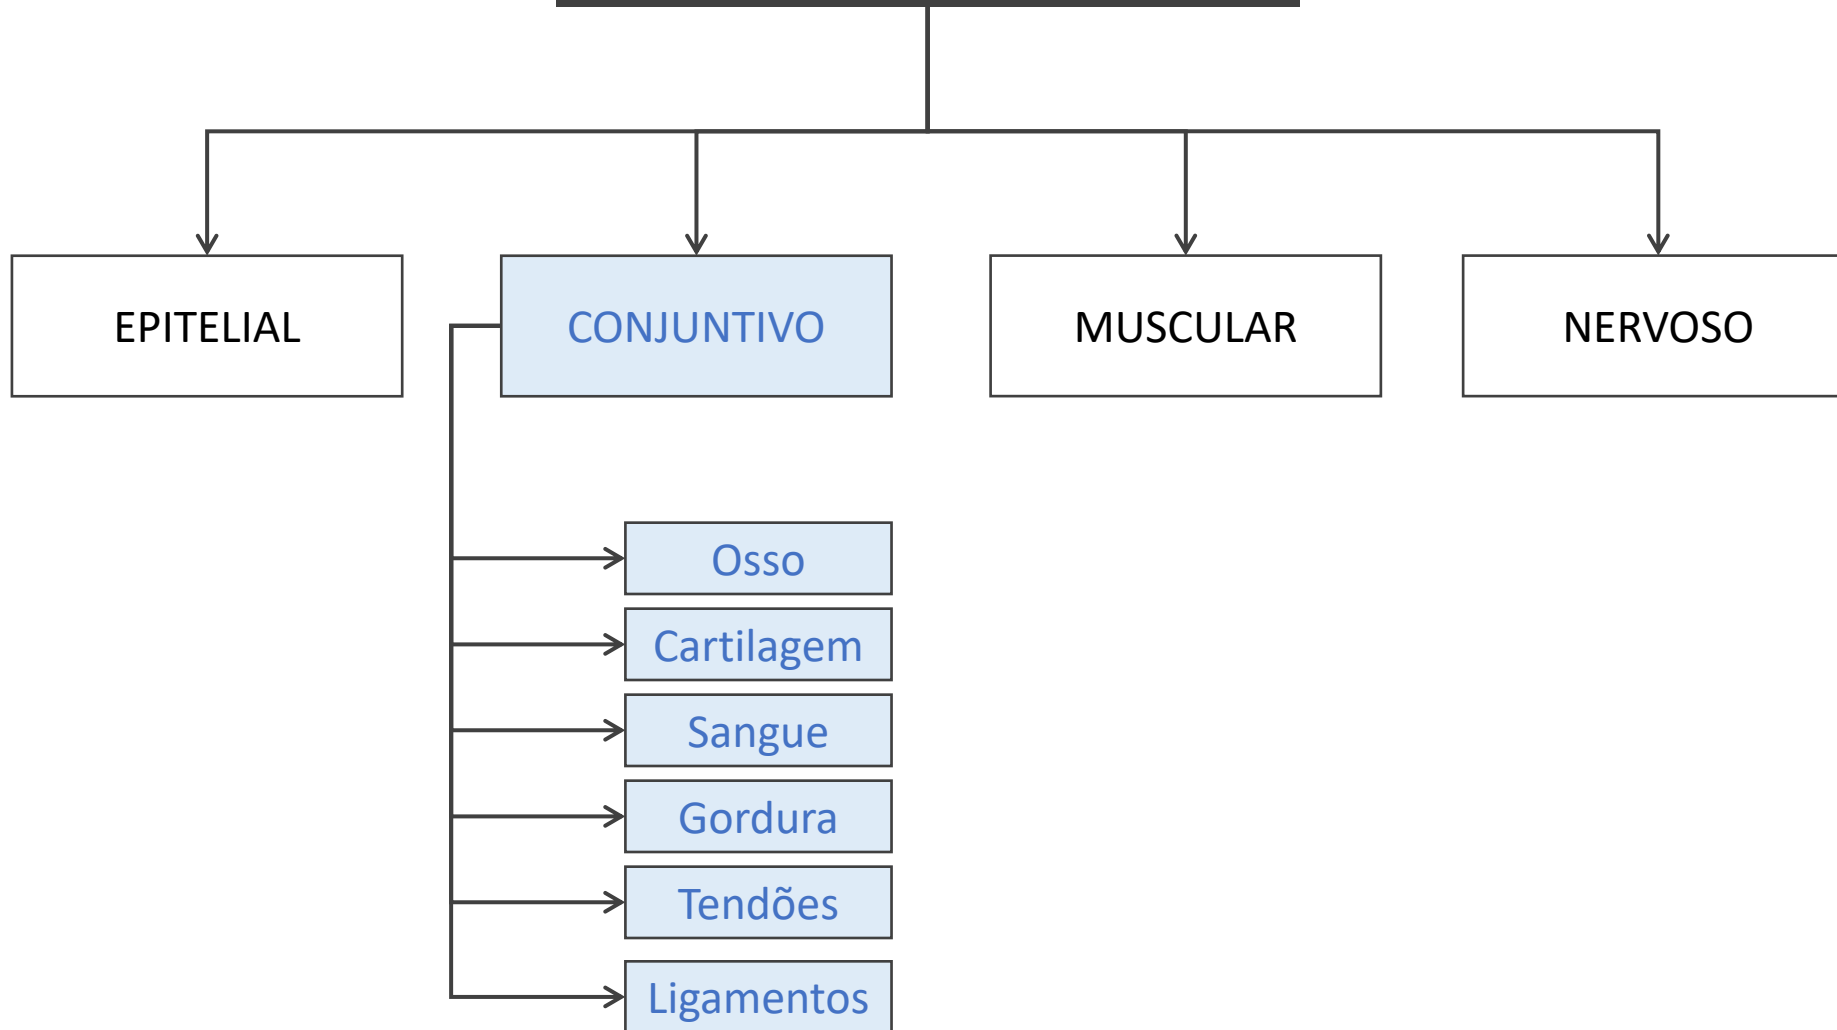 EPITELIAL
CONJUNTIVO
MUSCULAR
NERVOSO
Osso
Cartilagem
Sangue
Gordura
Tendões
Ligamentos